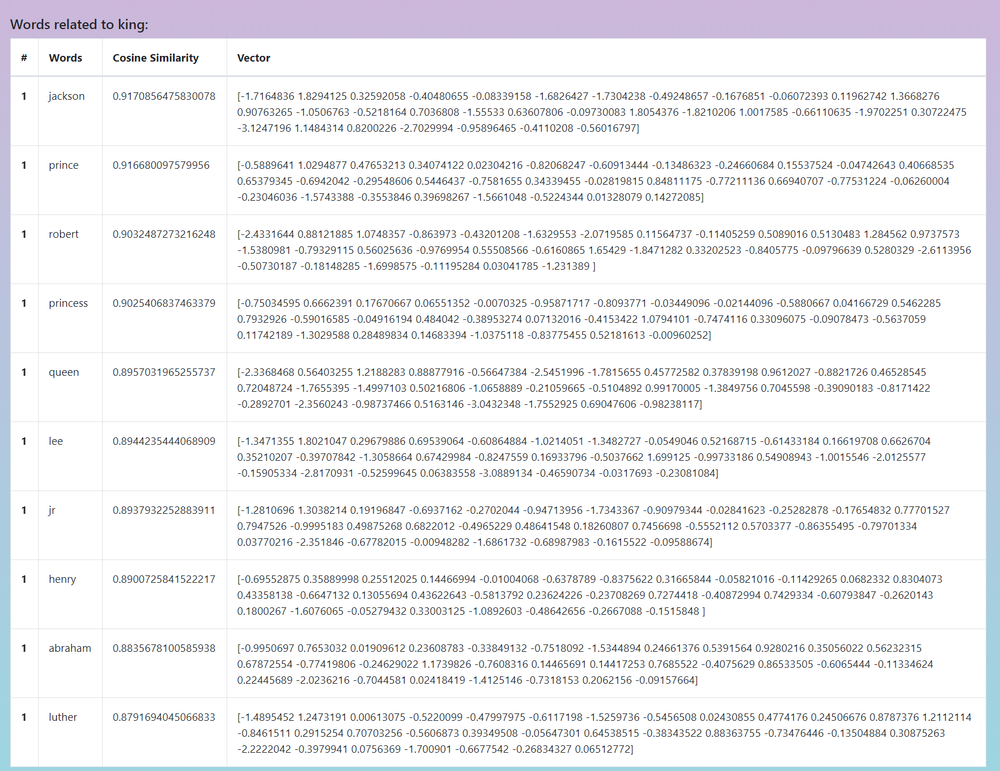 Words related to king:
# Words Cosine Similarity Vector
1 jackson 0.9170856475830078 [-1.7164836 1.8294125 0.32592058 -0.40480655 -0.08339158 -1.6826427 -1.7304238 -0.49248657 -0.1676851 -0.06072393 0.11962742 1.3668276
0.90763265 -1.0506763 -0.5218164 0.7036808 -1.55533 0.63607806 -0.09730083 1.8054376 -1.8210206 1.0017585 -0.66110635 -1.9702251 0.30722475
-3.1247196 1.1484314 0.8200226 -2.7029994 -0.95896465 -0.4110208 -0.56016797]
1 prince 0.916680097579956 [-0.5889641 1.0294877 0.47653213 0.34074122 0.02304216 -0.82068247 -0.60913444 -0.13486323 -0.24660684 0.15537524 -0.04742643 0.40668535
0.65379345 -0.6942042 -0.29548606 0.5446437 -0.7581655 0.34339455 -0.02819815 0.84811175 -0.77211136 0.66940707 -0.77531224 -0.06260004
-0.23046036 -1.5743388 -0.3553846 0.39698267 -1.5661048 -0.5224344 0.01328079 0.14272085]
1 robert 0.9032487273216248 [-2.4331644 0.88121885 1.0748357 -0.863973 -0.43201208 -1.6329553 -2.0719585 0.11564737 -0.11405259 0.5089016 0.5130483 1.284562 0.9737573
-1.5380981 -0.79329115 0.56025636 -0.9769954 0.55508566 -0.6160865 1.65429 -1.8471282 0.33202523 -0.8405775 -0.09796639 0.5280329 -2.6113956
-0.50730187 -0.18148285 -1.6998575 -0.11195284 0.03041785 -1.231389 ]
1 princess 0.9025406837463379 [-0.75034595 0.6662391 0.17670667 0.06551352 -0.0070325 -0.95871717 -0.8093771 -0.03449096 -0.02144096 -0.5880667 0.04166729 0.5462285
0.7932926 -0.59016585 -0.04916194 0.484042 -0.38953274 0.07132016 -0.4153422 1.0794101 -0.7474116 0.33096075 -0.09078473 -0.5637059
0.11742189 -1.3029588 0.28489834 0.14683394 -1.0375118 -0.83775455 0.52181613 -0.00960252]
1 queen 0.8957031965255737 [-2.3368468 0.56403255 1.2188283 0.88877916 -0.56647384 -2.5451996 -1.7815655 0.45772582 0.37839198 0.9612027 -0.8821726 0.46528545
0.72048724 -1.7655395 -1.4997103 0.50216806 -1.0658889 -0.21059665 -0.5104892 0.99170005 -1.3849756 0.7045598 -0.39090183 -0.8171422
-0.2892701 -2.3560243 -0.98737466 0.5163146 -3.0432348 -1.7552925 0.69047606 -0.98238117]
1 lee 0.8944235444068909 [-1.3471355 1.8021047 0.29679886 0.69539064 -0.60864884 -1.0214051 -1.3482727 -0.0549046 0.52168715 -0.61433184 0.16619708 0.6626704
0.35210207 -0.39707842 -1.3058664 0.67429984 -0.8247559 0.16933796 -0.5037662 1.699125 -0.99733186 0.54908943 -1.0015546 -2.0125577
-0.15905334 -2.8170931 -0.52599645 0.06383558 -3.0889134 -0.46590734 -0.0317693 -0.23081084]
1 jr 0.8937932252883911 [-1.2810696 1.3038214 0.19196847 -0.6937162 -0.2702044 -0.94713956 -1.7343367 -0.90979344 -0.02841623 -0.25282878 -0.17654832 0.77701527
0.7947526 -0.9995183 0.49875268 0.6822012 -0.4965229 0.48641548 0.18260807 0.7456698 -0.5552112 0.5703377 -0.86355495 -0.79701334
0.03770216 -2.351846 -0.67782015 -0.00948282 -1.6861732 -0.68987983 -0.1615522 -0.09588674]
1 henry 0.8900725841522217 [-0.69552875 0.35889998 0.25512025 0.14466994 -0.01004068 -0.6378789 -0.8375622 0.31665844 -0.05821016 -0.11429265 0.0682332 0.8304073
0.43358138 -0.6647132 0.13055694 0.43622643 -0.5813792 0.23624226 -0.23708269 0.7274418 -0.40872994 0.7429334 -0.60793847 -0.2620143
0.1800267 -1.6076065 -0.05279432 0.33003125 -1.0892603 -0.48642656 -0.2667088 -0.1515848 ]
1 abraham 0.8835678100585938 [-0.9950697 0.7653032 0.01909612 0.23608783 -0.33849132 -0.7518092 -1.5344894 0.24661376 0.5391564 0.9280216 0.35056022 0.56232315
0.67872554 -0.77419806 -0.24629022 1.1739826 -0.7608316 0.14465691 0.14417253 0.7685522 -0.4075629 0.86533505 -0.6065444 -0.11334624
0.22445689 -2.0236216 -0.7044581 0.02418419 -1.4125146 -0.7318153 0.2062156 -0.09157664]
1 luther 0.8791694045066833 [-1.4895452 1.2473191 0.00613075 -0.5220099 -0.47997975 -0.6117198 -1.5259736 -0.5456508 0.02430855 0.4774176 0.24506676 0.8787376 1.2112114
-0.8461511 0.2915254 0.70703256 -0.5606873 0.39349508 -0.05647301 0.64538515 -0.38343522 0.88363755 -0.73476446 -0.13504884 0.30875263
-2.2222042 -0.3979941 0.0756369 -1.700901 -0.6677542 -0.26834327 0.06512772]